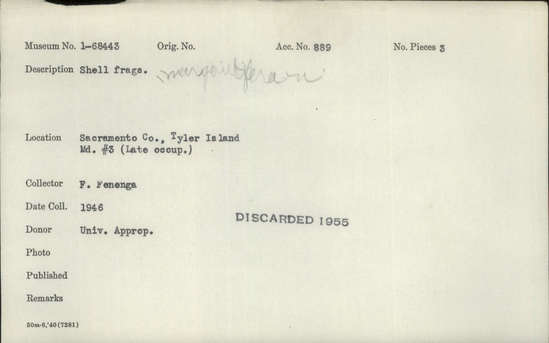 Museum No. 1-68443 Orig. No. Acc. No. 889 No. Pieces 3
Description Shell frags. margaritifera
Location Sacramento Co., Tyler Island
Md. #3 (Late occup.)
Collector F. Fenenga
Date Coll. 1946
DISCARDED 1955
Donor Univ. Approp.
Photo
Published
Remarks
50m-6,'40(7281)